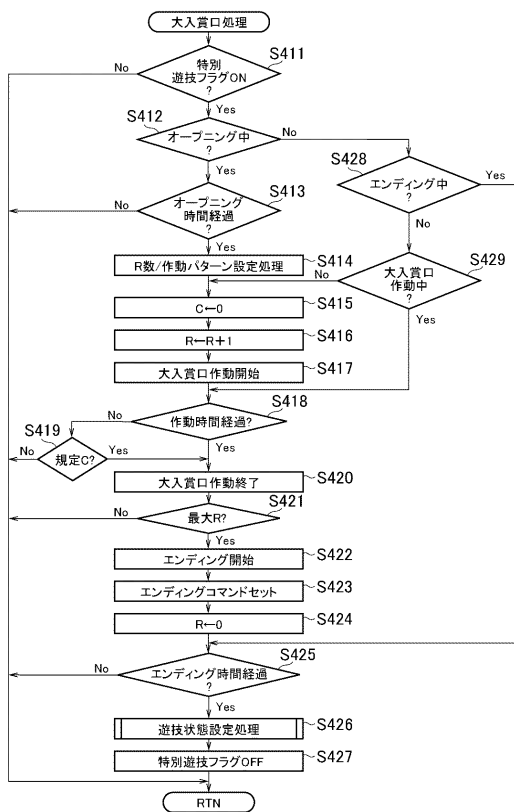 大入賞口処理
S411
特別
遊技フラグON
?
No
Yes
S412
オープニング中
?
No
Yes
S428
エンディング中
?
Yes
No
S413
オープニング
時間経過
?
No
Yes
S414
R数/作動パターン設定処理
S429
大入賞口
作動中
?
No
Yes
S415
C←0
S416
R←R+1
S417
大入賞口作動開始
S418
作動時間経過?
No
Yes
S419
規定C?
No
Yes
S420
大入賞口作動終了
S421
最大R?
No
Yes
S422
エンディング開始
S423
エンディングコマンドセット
S424
R←0
S425
エンディング時間経過
?
No
Yes
S426
遊技状態設定処理
S427
特別遊技フラグOFF
RTN